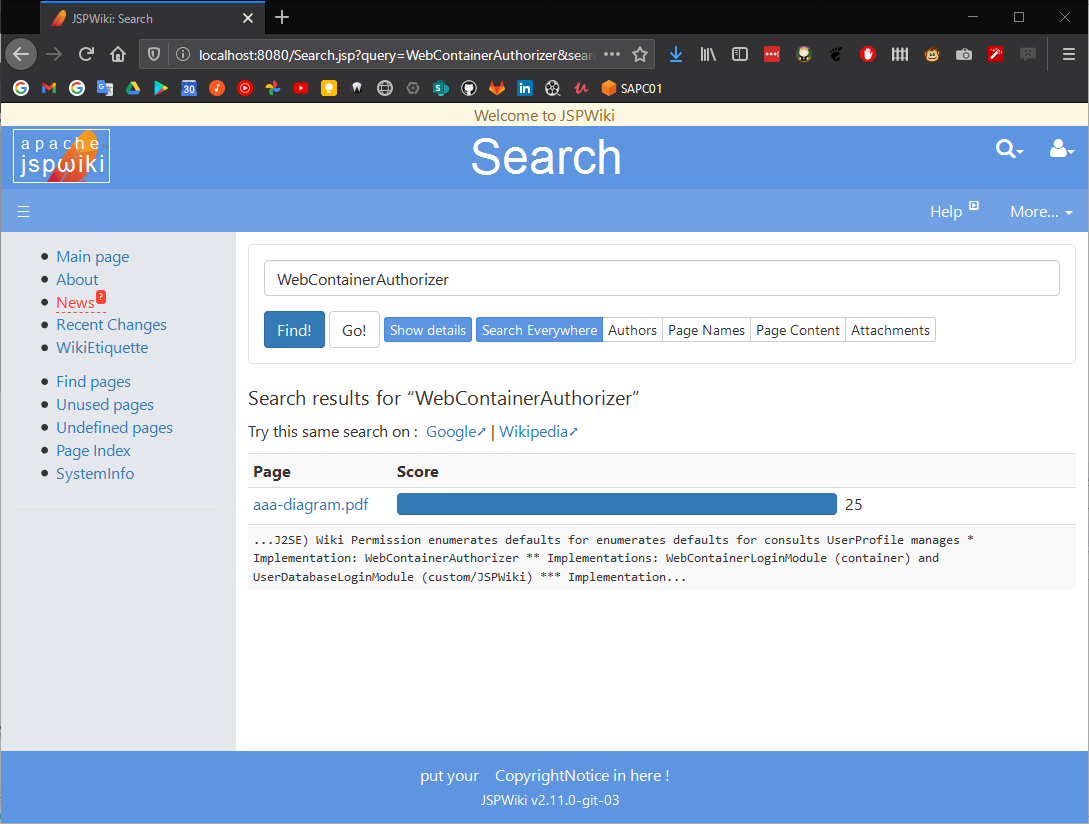 JSPWiki: Search
localhost:8080/Search.jsp?query=WebContainerAuthorizer&sear
30
SAPC01
Welcome to JSPWiki
apache
jspωiki
Search
Help
More...
Main page
About
News?
Recent Changes
WikiEtiquette
Find pages
Unused pages
Undefined pages
Page Index
SystemInfo
WebContainerAuthorizer
Find! Go! Show details Search Everywhere Authors Page Names Page Content Attachments
Search results for “WebContainerAuthorizer”
Try this same search on : Google | Wikipedia
Page Score
aaa-diagram.pdf 25
...J2SE) Wiki Permission enumerates defaults for enumerates defaults for consults UserProfile manages *
Implementation: WebContainerAuthorizer ** Implementations: WebContainerLoginModule (container) and
UserDatabaseLoginModule (custom/JSPWiki) *** Implementation...
put your CopyrightNotice in here !
JSPWiki v2.11.0-git-03